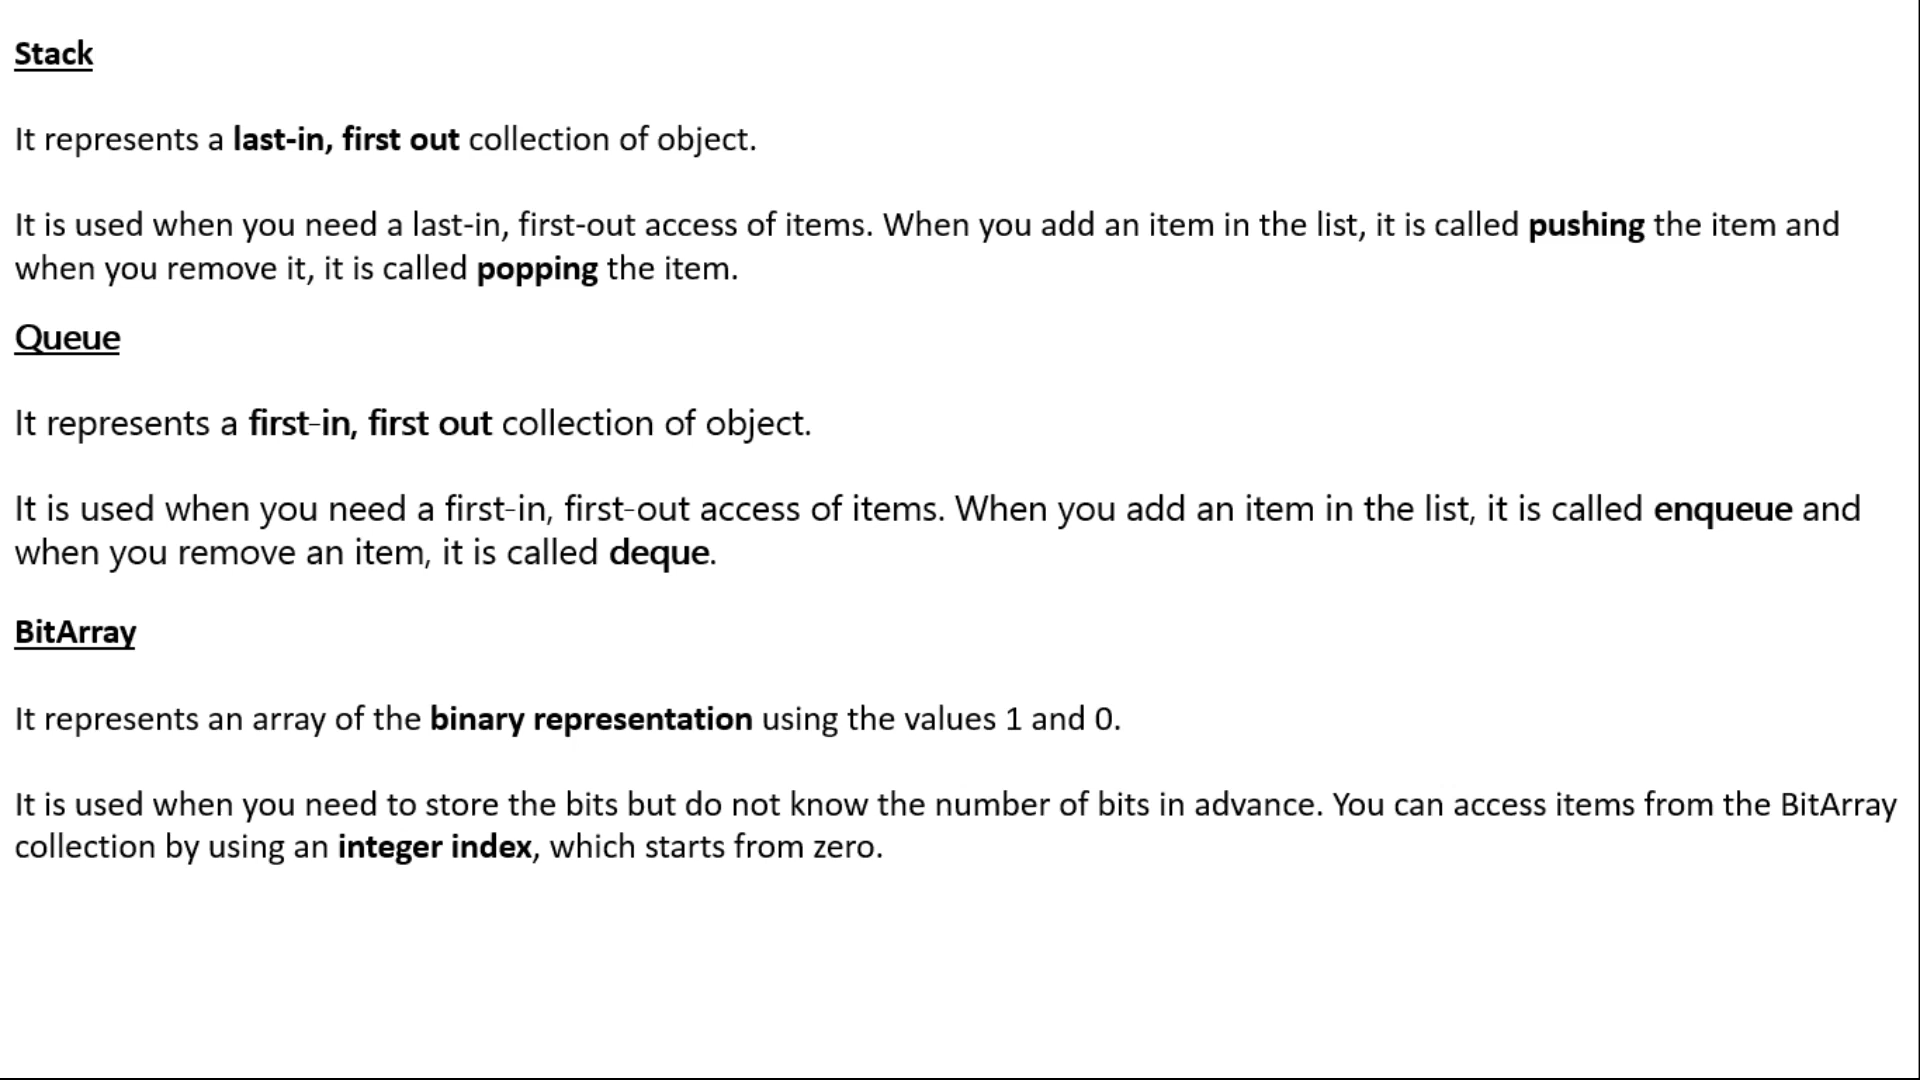 Stack
It represents a last-in, first out collection of object.
It is used when you need a last-in, first-out access of items. When you add an item in the list, it is called pushing the item and
when you remove it, it is called popping the item.
Queue
It represents a first-in, first out collection of object.
It is used when you need a first-in, first-out access of items. When you add an item in the list, it is called enqueue and
when you remove an item, it is called deque.
BitArray
It represents an array of the binary representation using the values 1 and 0.
It is used when you need to store the bits but do not know the number of bits in advance. You can access items from the BitArray
collection by using an integer index, which starts from zero.